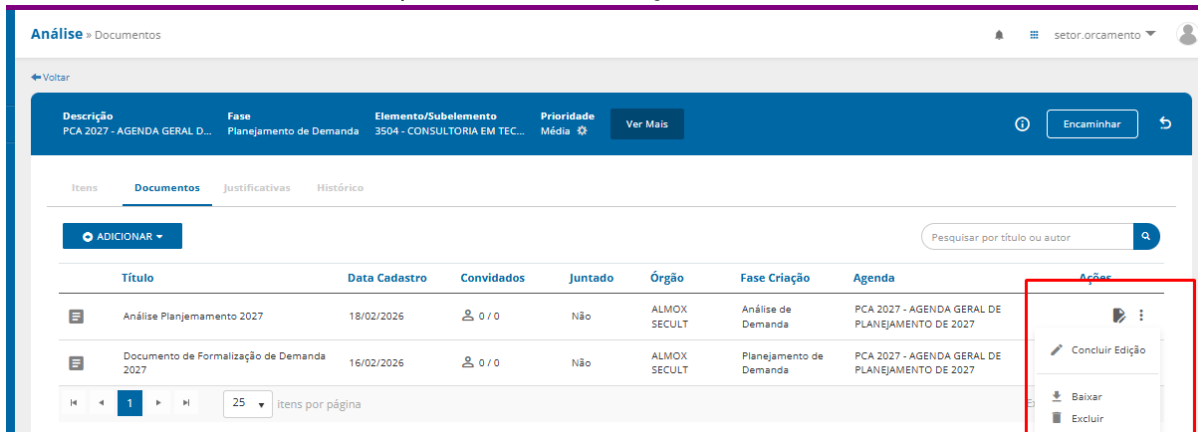 Análise » Documentos
setor.orcamento
Voltar
Descrição Fase Elemento/Subelemento Prioridade
PCA 2027 - AGENDA GERAL D... Planejamento de Demanda 3504 - CONSULTORIA EM TEC... Média
Ver Mais
Encaminhar
Itens Documentos Justificativas Histórico
ADICIONAR
Pesquisar por título ou autor
Título Data Cadastro Convidados Juntado Órgão Fase Criação Agenda Ações
Análise Planjemamento 2027 18/02/2026 0 / 0 Não ALMOX SECULT Análise de Demanda PCA 2027 - AGENDA GERAL DE PLANEJAMENTO DE 2027
Documento de Formalização de Demanda 2027 16/02/2026 0 / 0 Não ALMOX SECULT Planejamento de Demanda PCA 2027 - AGENDA GERAL DE PLANEJAMENTO DE 2027
Concluir Edição
Baixar
Excluir
1 25 itens por página